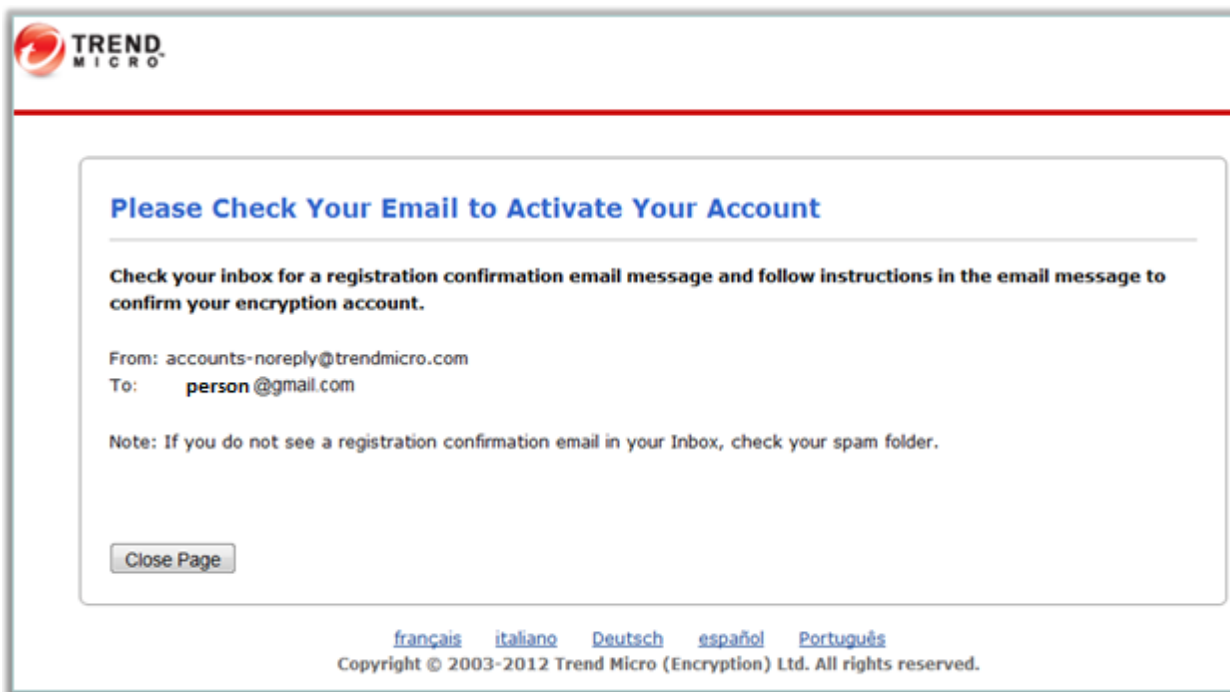 TREND
MICRO™
Please Check Your Email to Activate Your Account
Check your inbox for a registration confirmation email message and follow instructions in the email message to
confirm your encryption account.
From: accounts-noreply@trendmicro.com
To: person @gmail.com
Note: If you do not see a registration confirmation email in your Inbox, check your spam folder.
Close Page
français italiano Deutsch español Português
Copyright © 2003-2012 Trend Micro (Encryption) Ltd. All rights reserved.